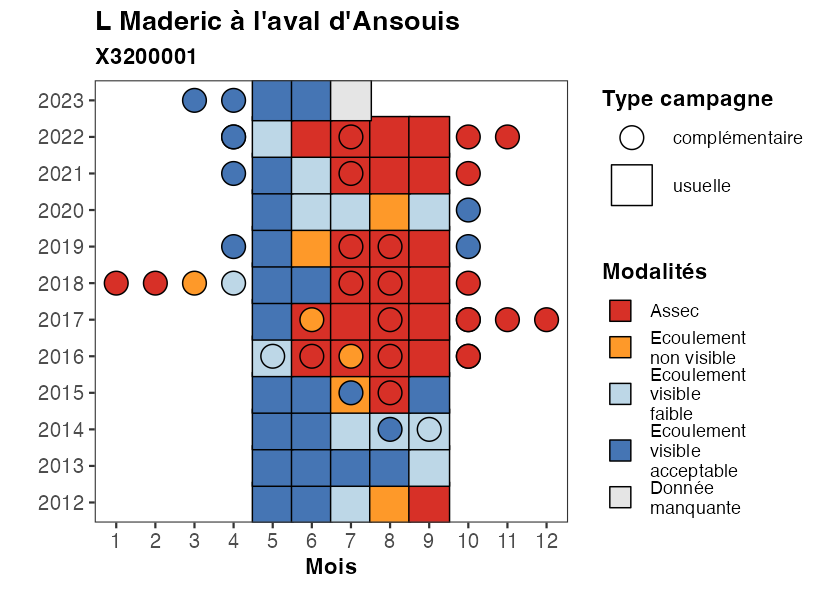 L Maderic à l'aval d'Ansouis
X3200001
2023
2022
2021
2020
2019
2018
2017
2016
2015
2014
2013
2012
1 2 3 4 5 6 7 8 9 10 11 12
Mois
Type campagne
complémentaire
usuelle
Modalités
Assec
Ecoulement
non visible
Ecoulement
visible
faible
Ecoulement
visible
acceptable
Donnée
manquante